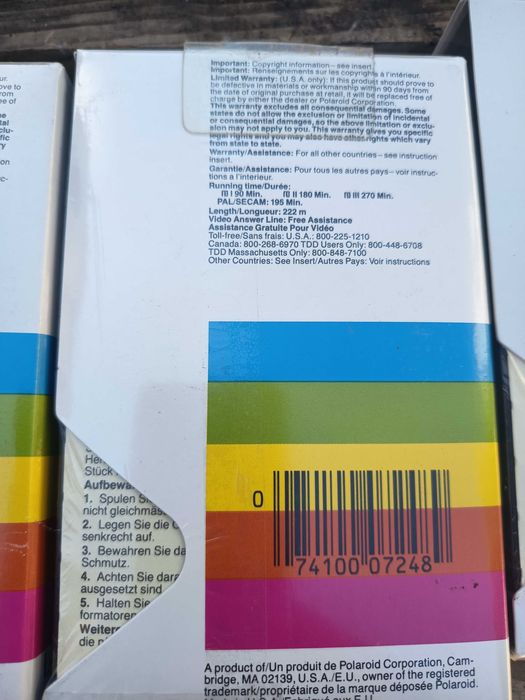 Important: Copyright information – see insert.
Important: Renseignements sur les copyrights à l'intérieur.
Limited Warranty: (U.S.A. only): If this product should prove to
be defective in materials or workmanship within 90 days from
the date of original purchase at retail, it will be replaced free of
charge by either the dealer or Polaroid Corporation.
This warranty excludes all consequential damages. Some
states do not allow the exclusion or limitation of incidental
or consequential damages, so the above limitation or exclu-
sion may not apply to you. This warranty gives you specific
legal rights and you may also have other rights which vary
from state to state.
Warranty/Assistance: For all other countries – see instruction
insert.
Garantie/Assistance: Pour tous les autres pays – voir instruc-
tions a l'interieur.
Running time/Durée:
I 90 Min. II 180 Min. III 270 Min.
PAL/SECAM: 195 Min.
Length/Longueur: 222 m
Video Answer Line: Free Assistance
Assistance Gratuite Pour Vidéo
Toll-free/Sans frais: U.S.A.: 800-225-1210
Canada: 800-268-6970 TDD Users Only: 800-448-6708
TDD Massachusetts Only: 800-848-7100
Other Countries: See Insert/Autres Pays: Voir instructions
Stück
Aufbewa
1. Spulen S
nicht gleichmäs
2. Legen Sie die
senkrecht auf.
3. Bewahren Sie da
Schmutz.
4. Achten Sie dar
ausgesetzt sind
5. Halten Sie
formatoren
Weiter
die
0 74100 07248
A product of/Un produit de Polaroid Corporation, Cam-
bridge, MA 02139, U.S.A./E.U., owner of the registered
trademark/propriétaire de la marque déposée Polaroid.